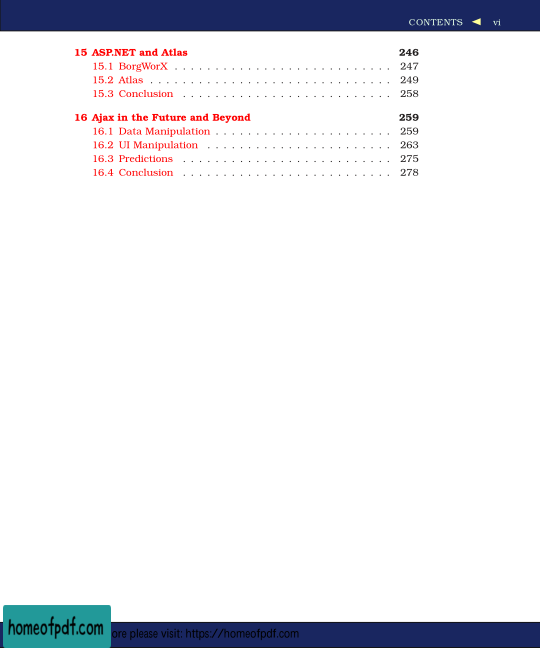 CONTENTS vi
15 ASP.NET and Atlas 246
15.1 BorgWorX . . . . . . . . . . . . . . . . . . . . . . . . . . . 247
15.2 Atlas . . . . . . . . . . . . . . . . . . . . . . . . . . . . . . 249
15.3 Conclusion . . . . . . . . . . . . . . . . . . . . . . . . . . 258
16 Ajax in the Future and Beyond 259
16.1 Data Manipulation . . . . . . . . . . . . . . . . . . . . . . 259
16.2 UI Manipulation . . . . . . . . . . . . . . . . . . . . . . . 263
16.3 Predictions . . . . . . . . . . . . . . . . . . . . . . . . . . 275
16.4 Conclusion . . . . . . . . . . . . . . . . . . . . . . . . . . 278
homeofpdf.com ore please visit: https://homeofpdf.com